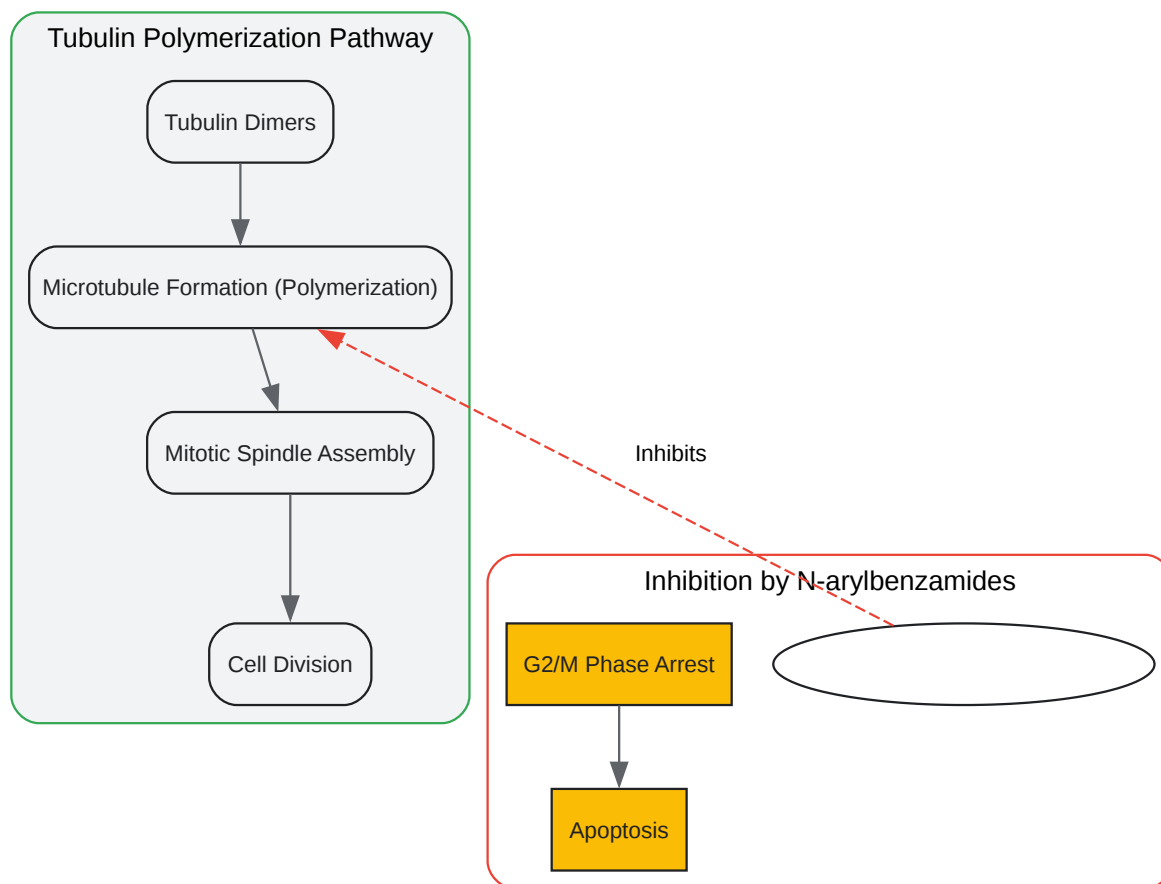 Tubulin Polymerization Pathway
Tubulin Dimers
Microtubule Formation (Polymerization)
Mitotic Spindle Assembly
Inhibits
Inhibition by N-arylbenzamides
Cell Division
G2/M Phase Arrest
Apoptosis